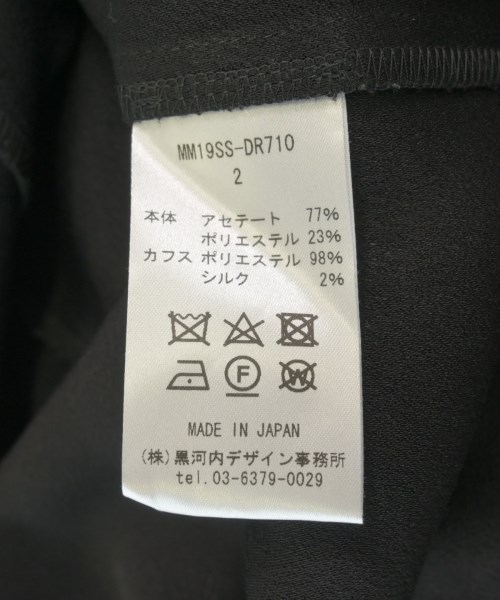 MM19SS-DR710
2
本体 アセテート 77%
ポリエステル 23%
カフス ポリエステル 98%
シルク 2%
F
W
MADE IN JAPAN
(株)黒河内デザイン事務所
tel.03-6379-0029